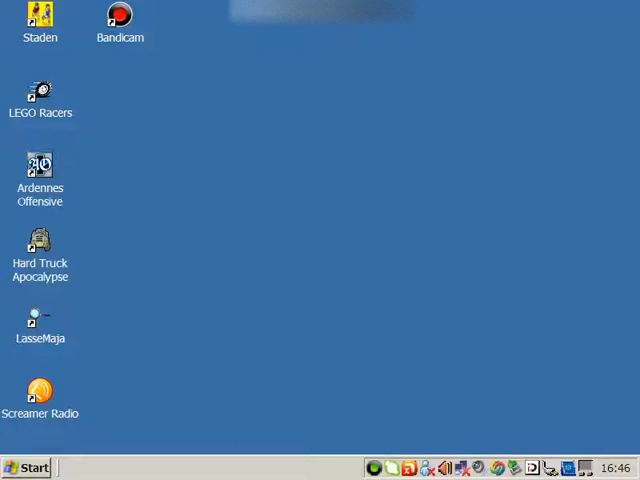 Staden
Bandicam
LEGO Racers
Ardennes
Offensive
Hard Truck
Apocalypse
LasseMaja
Screamer Radio
Start
16:46